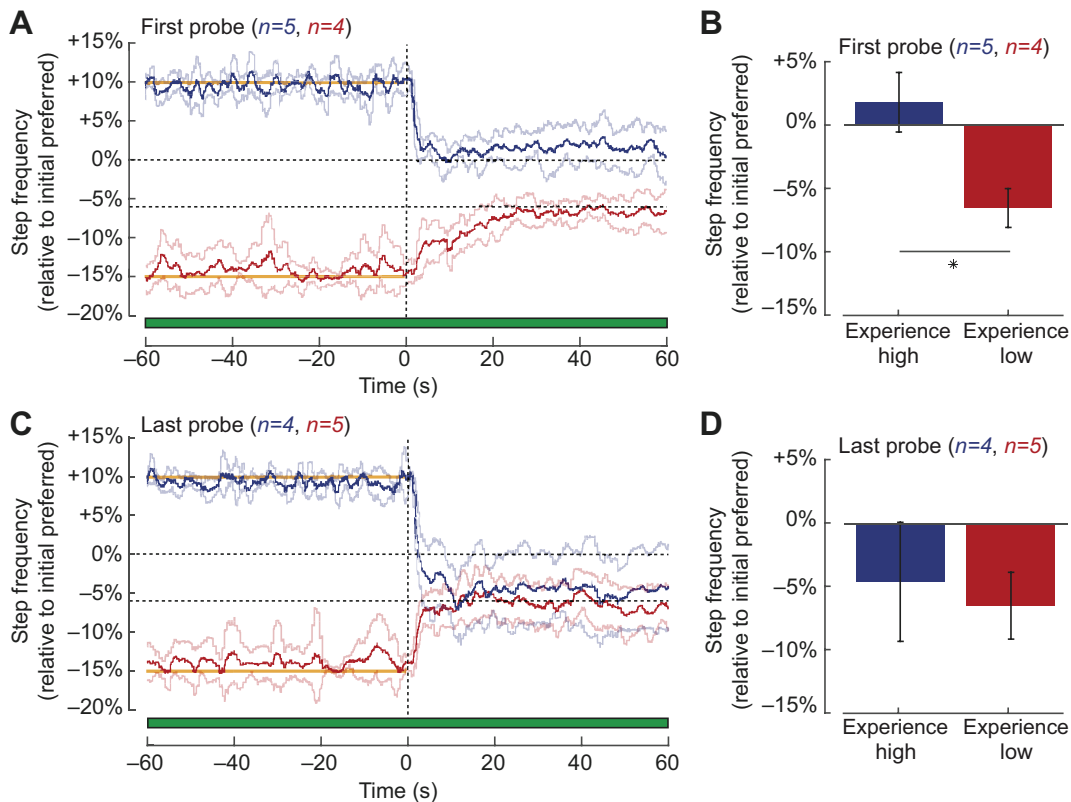 A
First probe (n=5, n=4)
Step frequency
(relative to initial preferred)
+15%
+10%
+5%
0%
–5%
–10%
–15%
–20%
–60
–40
–20
0
20
40
60
Time (s)
B
First probe (n=5, n=4)
Step frequency
(relative to initial preferred)
+5%
0%
–5%
–10%
–15%
*
Experience
high
Experience
low
C
Last probe (n=4, n=5)
Step frequency
(relative to initial preferred)
+15%
+10%
+5%
0%
–5%
–10%
–15%
–20%
–60
–40
–20
0
20
40
60
Time (s)
D
Last probe (n=4, n=5)
Step frequency
(relative to initial preferred)
+5%
0%
–5%
–10%
–15%
Experience
high
Experience
low